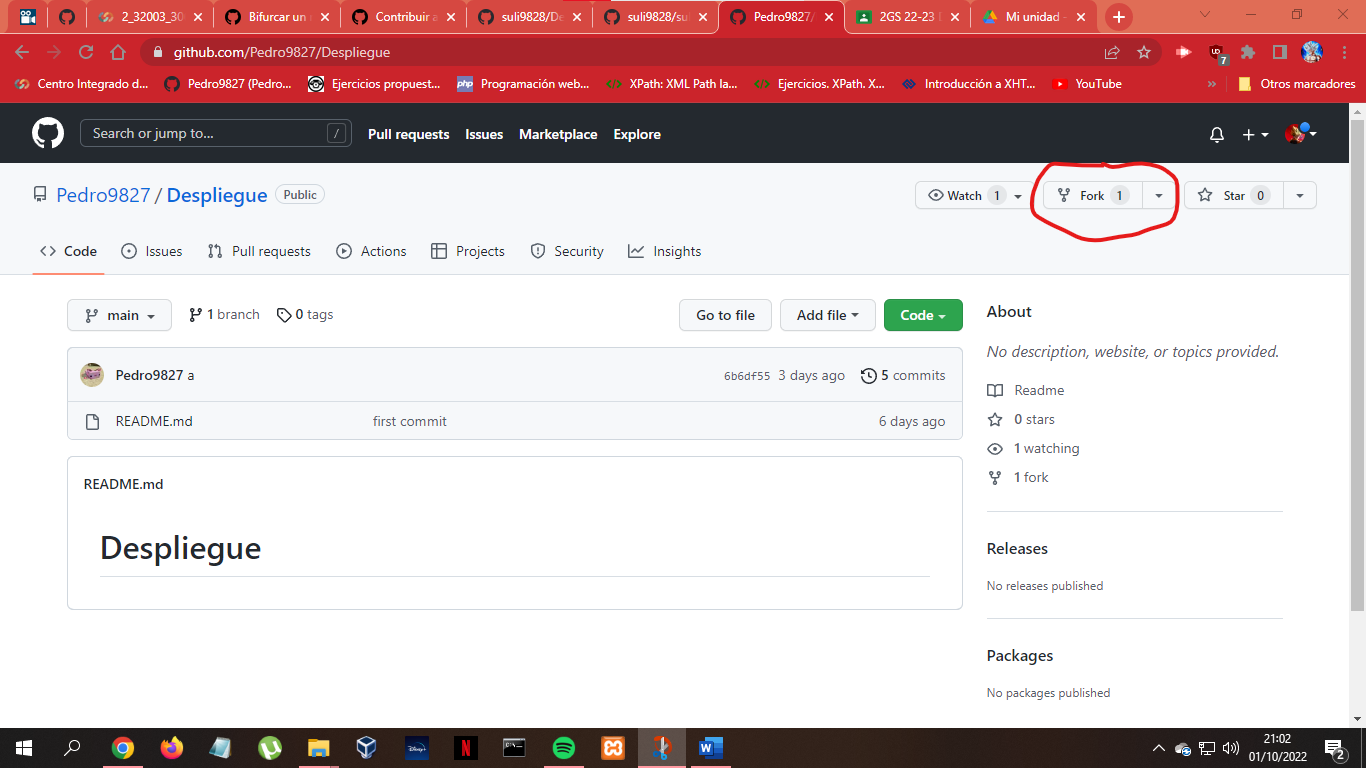 2_32003_30
Bifurcar un
Contribuir a
suli9828/De
suli9828/su
Pedro9827/
2GS 22-23
Mi unidad -
github.com/Pedro9827/Despliegue
7
Centro Integrado d...
Pedro9827 (Pedro...
Ejercicios propuest...
php
Programación web...
XPath: XML Path la...
Ejercicios. XPath. X...
Introducción a XHT...
YouTube
»
Otros marcadores
Search or jump to...
/
Pull requests
Issues
Marketplace
Explore
Pedro9827 / Despliegue
Public
Watch 1
Fork 1
Star 0
Code
Issues
Pull requests
Actions
Projects
Security
Insights
main
1 branch
0 tags
Go to file
Add file
Code
Pedro9827 a
6b6df55 3 days ago
5 commits
README.md
first commit
6 days ago
README.md
Despliegue
About
No description, website, or topics provided.
Readme
0 stars
1 watching
1 fork
Releases
No releases published
Packages
No packages published
21:02
01/10/2022
2